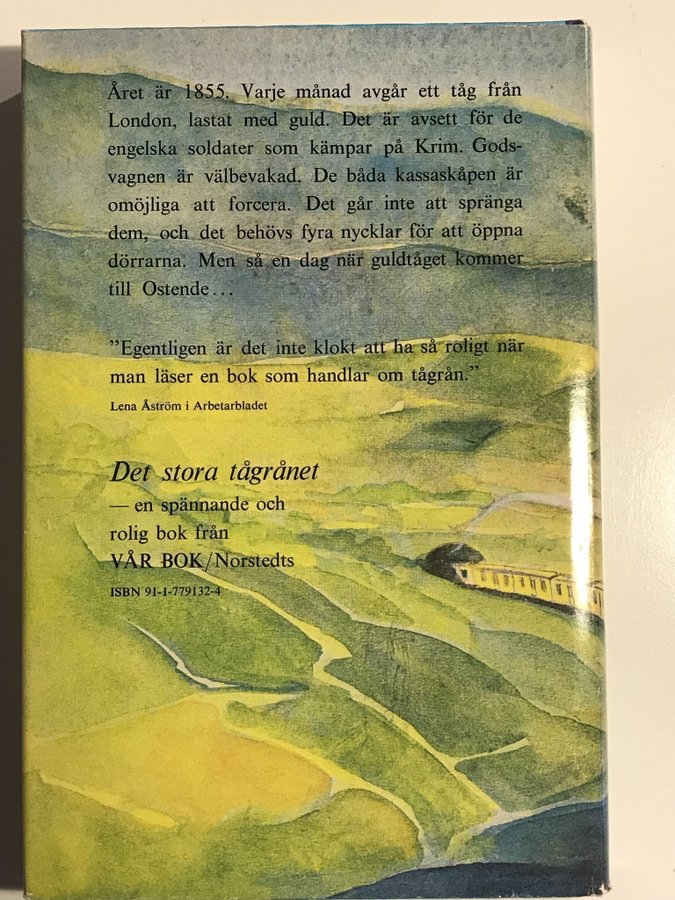 Året är 1855. Varje månad avgår ett tåg från
London, lastat med guld. Det är avsett för de
engelska soldater som kämpar på Krim. Gods-
vagnen är välbevakad. De båda kassaskåpen är
omöjliga att forcera. Det går inte att spränga
dem, och det behövs fyra nycklar för att öppna
dörrarna. Men så en dag när guldtåget kommer
till Ostende...
”Egentligen är det inte klokt att ha så roligt när
man läser en bok som handlar om tågrån.”
Lena Åström i Arbetarbladet
Det stora tågrånet
— en spännande och
rolig bok från
VÅR BOK/Norstedts
ISBN 91-1-779132-4